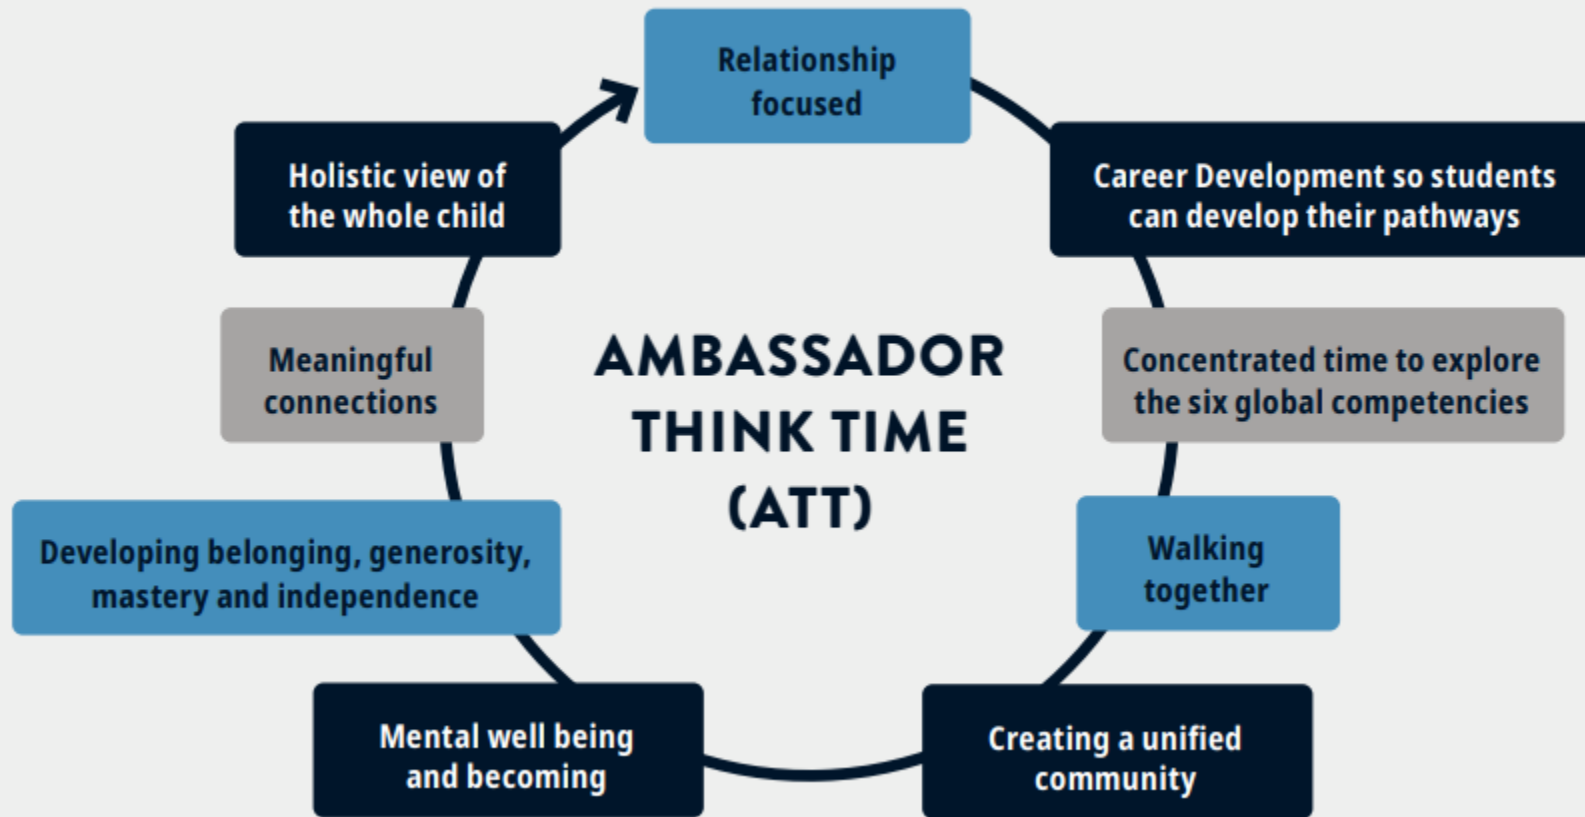 Relationship
focused
Career Development so students
can develop their pathways
Concentrated time to explore
the six global competencies
Walking
together
Creating a unified
community
Mental well being
and becoming
Developing belonging, generosity,
mastery and independence
Meaningful
connections
Holistic view of
the whole child
AMBASSADOR
THINK TIME
(ATT)